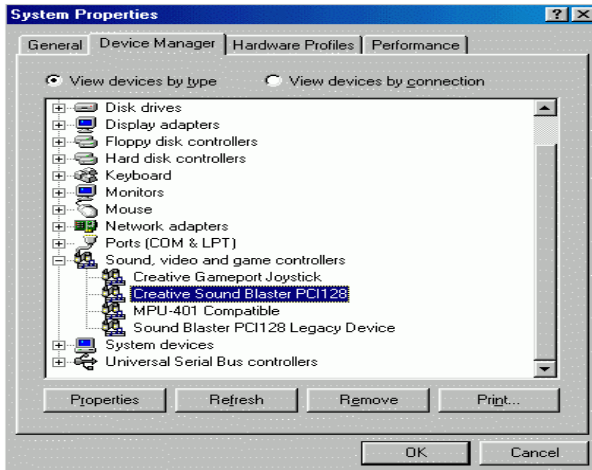 System Properties
General Device Manager Hardware Profiles Performance
View devices by type View devices by connection
Disk drives
Display adapters
Floppy disk controllers
Hard disk controllers
Keyboard
Monitors
Mouse
Network adapters
Ports (COM & LPT)
Sound, video and game controllers
Creative Gameport Joystick
Creative Sound Blaster PCI128
MPU-401 Compatible
Sound Blaster PCI128 Legacy Device
System devices
Universal Serial Bus controllers
Properties Refresh Remove Print...
OK Cancel